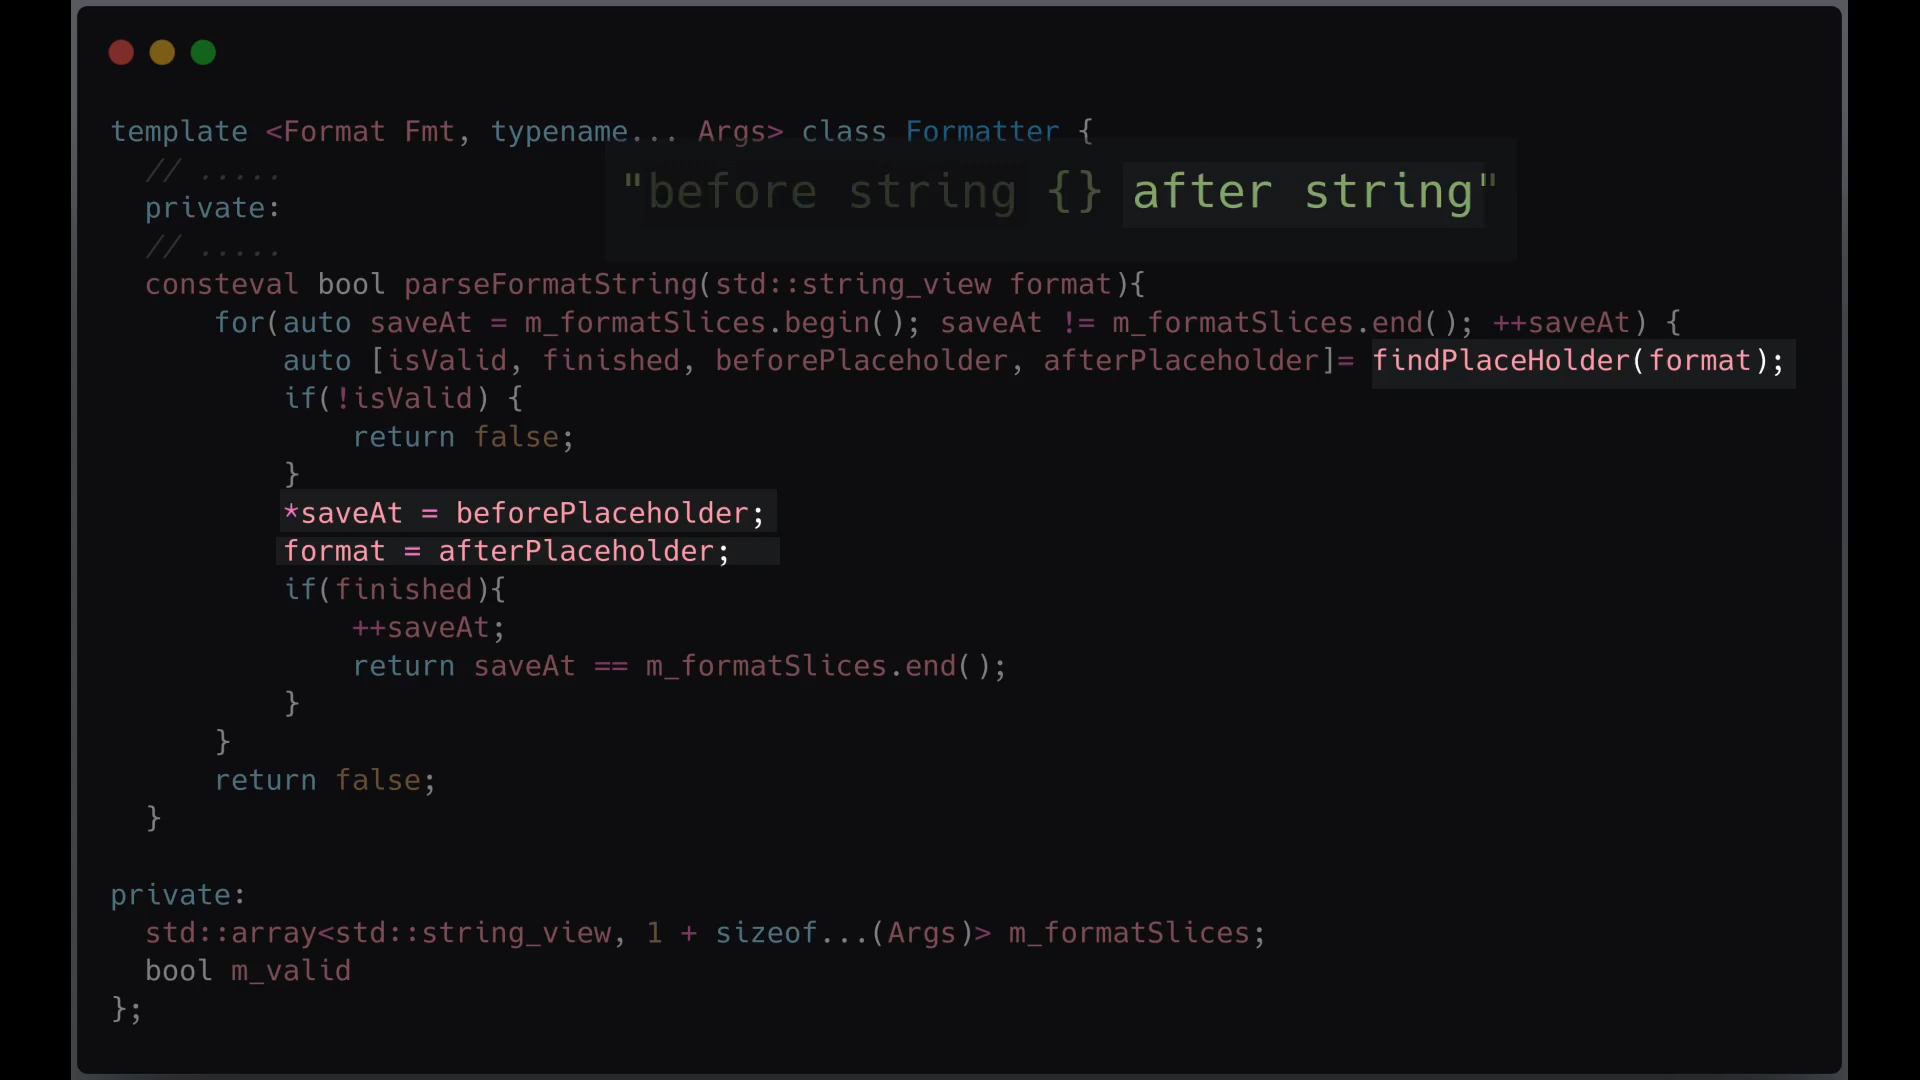 template <Format Fmt, typename... Args> class Formatter {
// .....
"before string {} after string"
private:
// .....
consteval bool parseFormatString(std::string_view format){
for(auto saveAt = m_formatSlices.begin(); saveAt != m_formatSlices.end(); ++saveAt) {
auto [isValid, finished, beforePlaceholder, afterPlaceholder]= findPlaceHolder(format);
if(!isValid) {
return false;
}
*saveAt = beforePlaceholder;
format = afterPlaceholder;
if(finished){
++saveAt;
return saveAt == m_formatSlices.end();
}
}
return false;
}
private:
std::array<std::string_view, 1 + sizeof...(Args)> m_formatSlices;
bool m_valid
};